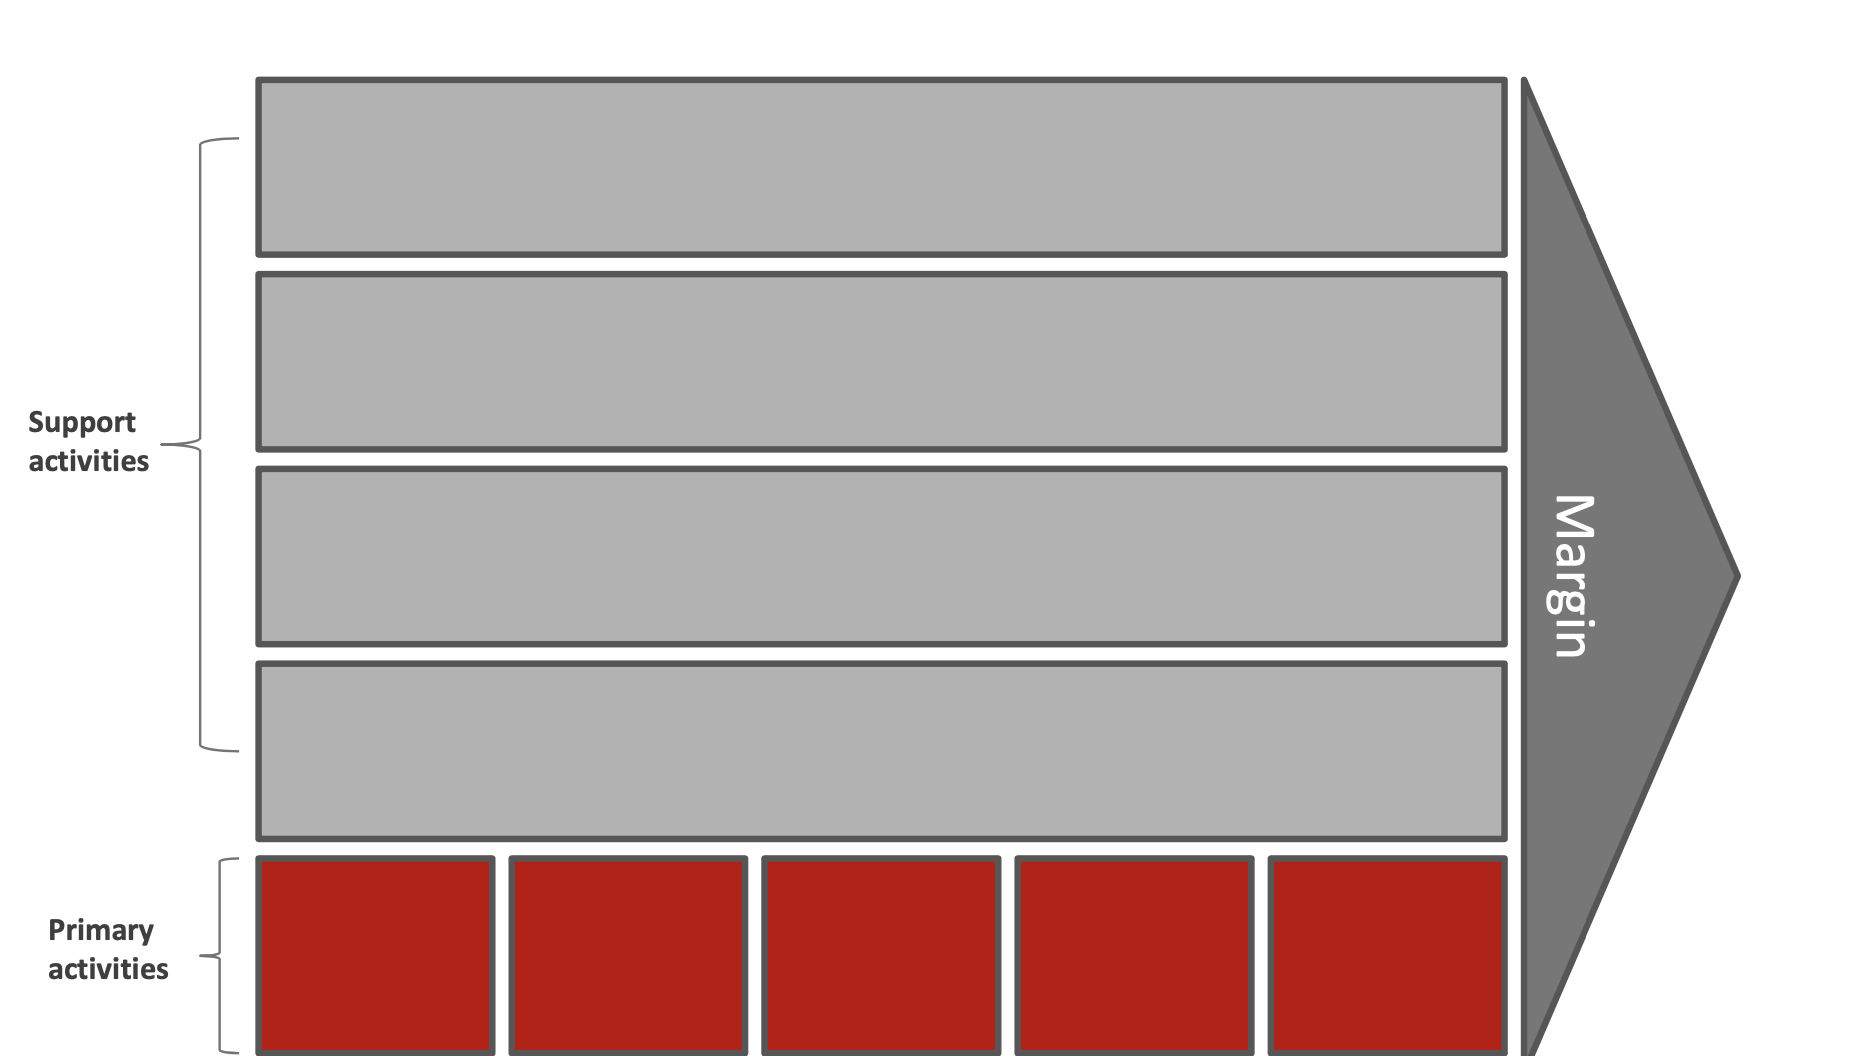 Support
activities
Margin
Primary
activities